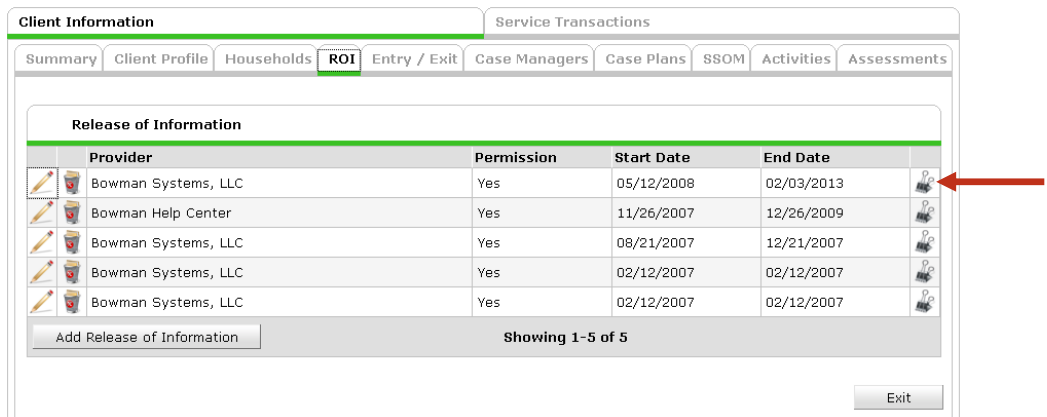 Client Information Service Transactions
Summary Client Profile Households ROI Entry / Exit Case Managers Case Plans SSOM Activities Assessments
Release of Information
Provider Permission Start Date End Date
Bowman Systems, LLC Yes 05/12/2008 02/03/2013
Bowman Help Center Yes 11/26/2007 12/26/2009
Bowman Systems, LLC Yes 08/21/2007 12/21/2007
Bowman Systems, LLC Yes 02/12/2007 02/12/2007
Bowman Systems, LLC Yes 02/12/2007 02/12/2007
Add Release of Information Showing 1-5 of 5
Exit